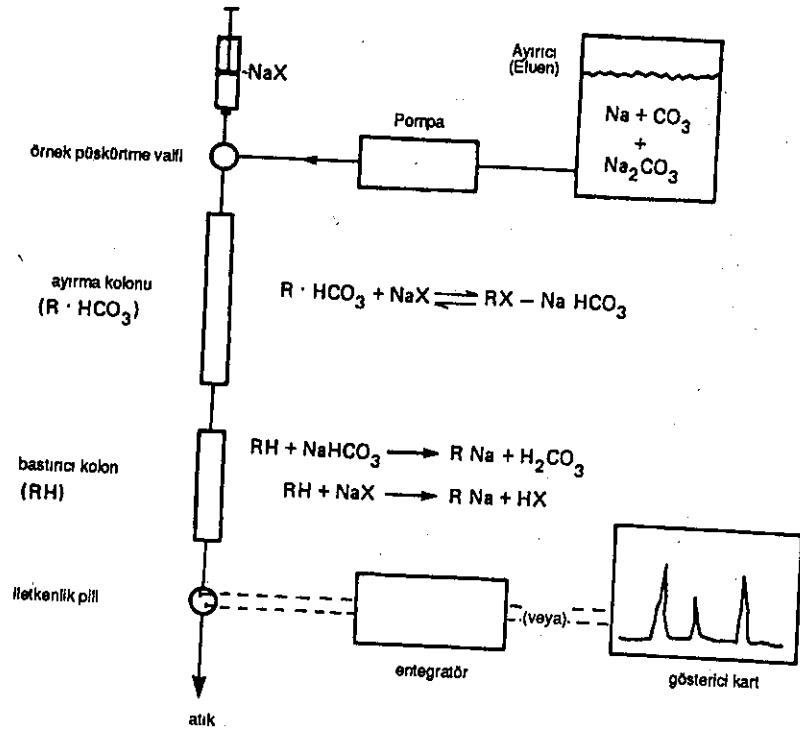 NaX
Ayırıcı
(Eluen)
Na + CO₃
+
Na₂CO₃
Pompa
örnek püskürtme valfi
ayırma kolonu
(R · HCO₃)
R · HCO₃ + NaX ⇌ RX – Na HCO₃
bastırıcı kolon
(RH)
RH + NaHCO₃ → R Na + H₂CO₃
RH + NaX → R Na + HX
iletkenlik pili
(veya)
entegratör
gösterici kart
atık